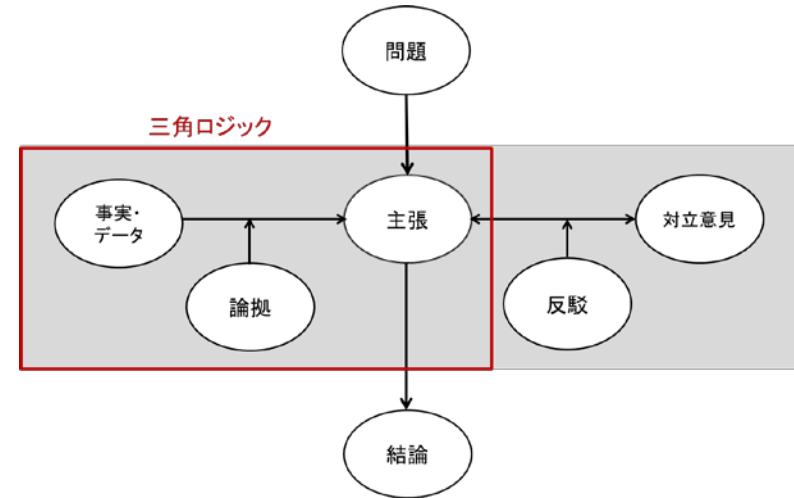 問題
三角ロジック
事実・
データ
主張
対立意見
論拠
反駁
結論